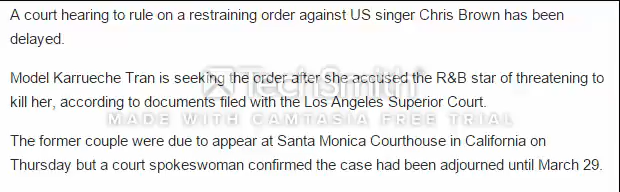 A court hearing to rule on a restraining order against US singer Chris Brown has been
delayed.
Model Karrueche Tran is seeking the order after she accused the R&B star of threatening to
kill her, according to documents filed with the Los Angeles Superior Court.
TechSmith
MADE WITH CAMTASIA FREE TRIAL
The former couple were due to appear at Santa Monica Courthouse in California on
Thursday but a court spokeswoman confirmed the case had been adjourned until March 29.